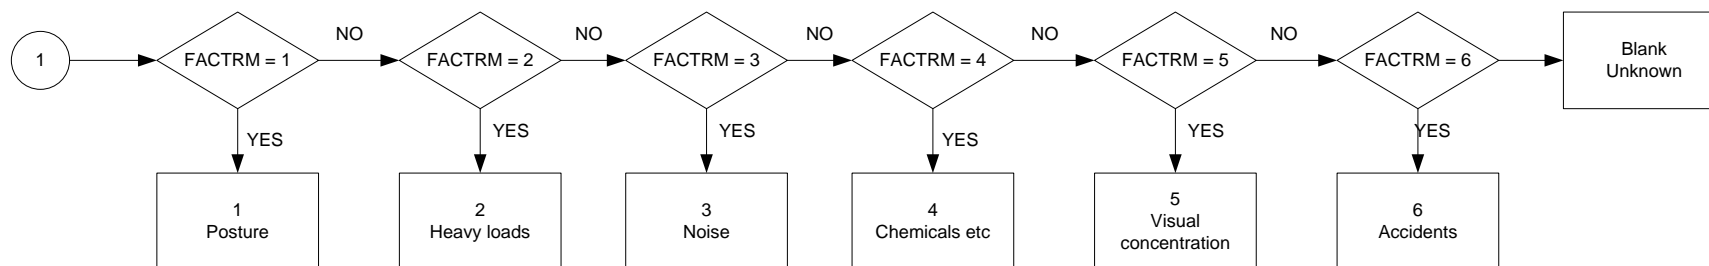 1
FACTRM = 1
NO
FACTRM = 2
NO
FACTRM = 3
NO
FACTRM = 4
NO
FACTRM = 5
NO
FACTRM = 6
Blank
Unknown
YES
YES
YES
YES
YES
YES
1
Posture
2
Heavy loads
3
Noise
4
Chemicals etc
5
Visual
concentration
6
Accidents